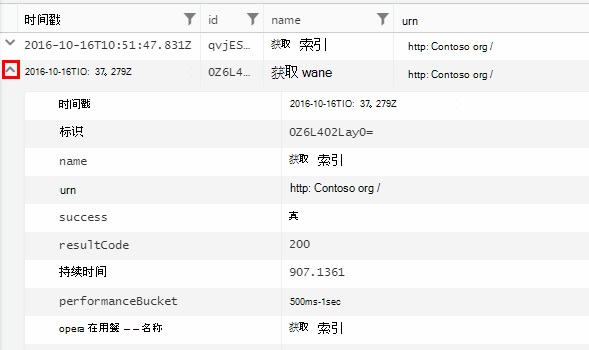 时间戳 id name urn
2016-10-16T10:51:47.831Z qvjES… 获取 索引 http: Contoso org /
2016-10-16TIO: 37, 279Z 0Z6L4… 获取 wane http: Contoso org /
时间戳 2016-10-16TIO: 37, 279Z
标识 0Z6L402LayO=
name 获取 索引
urn http: Contoso org /
success 真
resultCode 200
持续时间 907.1361
performanceBucket 500ms-1sec
opera 在用餐 – – 名称 获取 索引